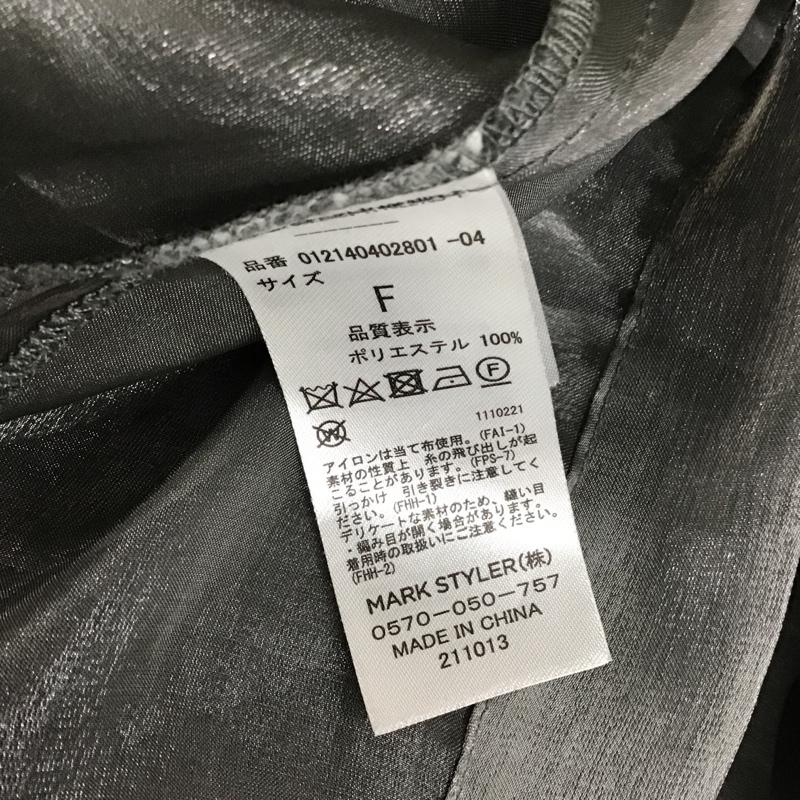 品番 012140402801 -04
サイズ
F
品質表示
ポリエステル 100%
F
W
1110221
アイロンは当て布使用。(FAI-1)
素材の性質上 糸の飛び出しが起
こることがあります。(FPS-7)
引っかけ 引き裂きに注意してく
ださい。(FHH-1)
デリケートな素材のため、縫い目
・編み目が開く場合があります。
着用時の取扱いにご注意ください。
(FHH-2)
MARK STYLER(株)
0570-050-757
MADE IN CHINA
211013